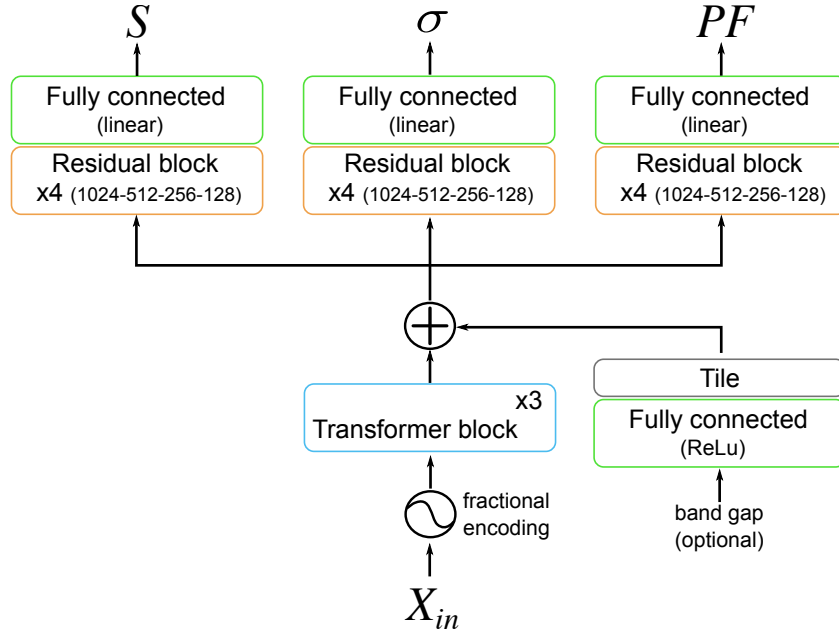 S σ PF
Fully connected Fully connected Fully connected
(linear) (linear) (linear)
Residual block Residual block Residual block
x4 (1024-512-256-128) x4 (1024-512-256-128) x4 (1024-512-256-128)
x3
Transformer block
Tile
Fully connected
(ReLu)
fractional
encoding
band gap
(optional)
X_in